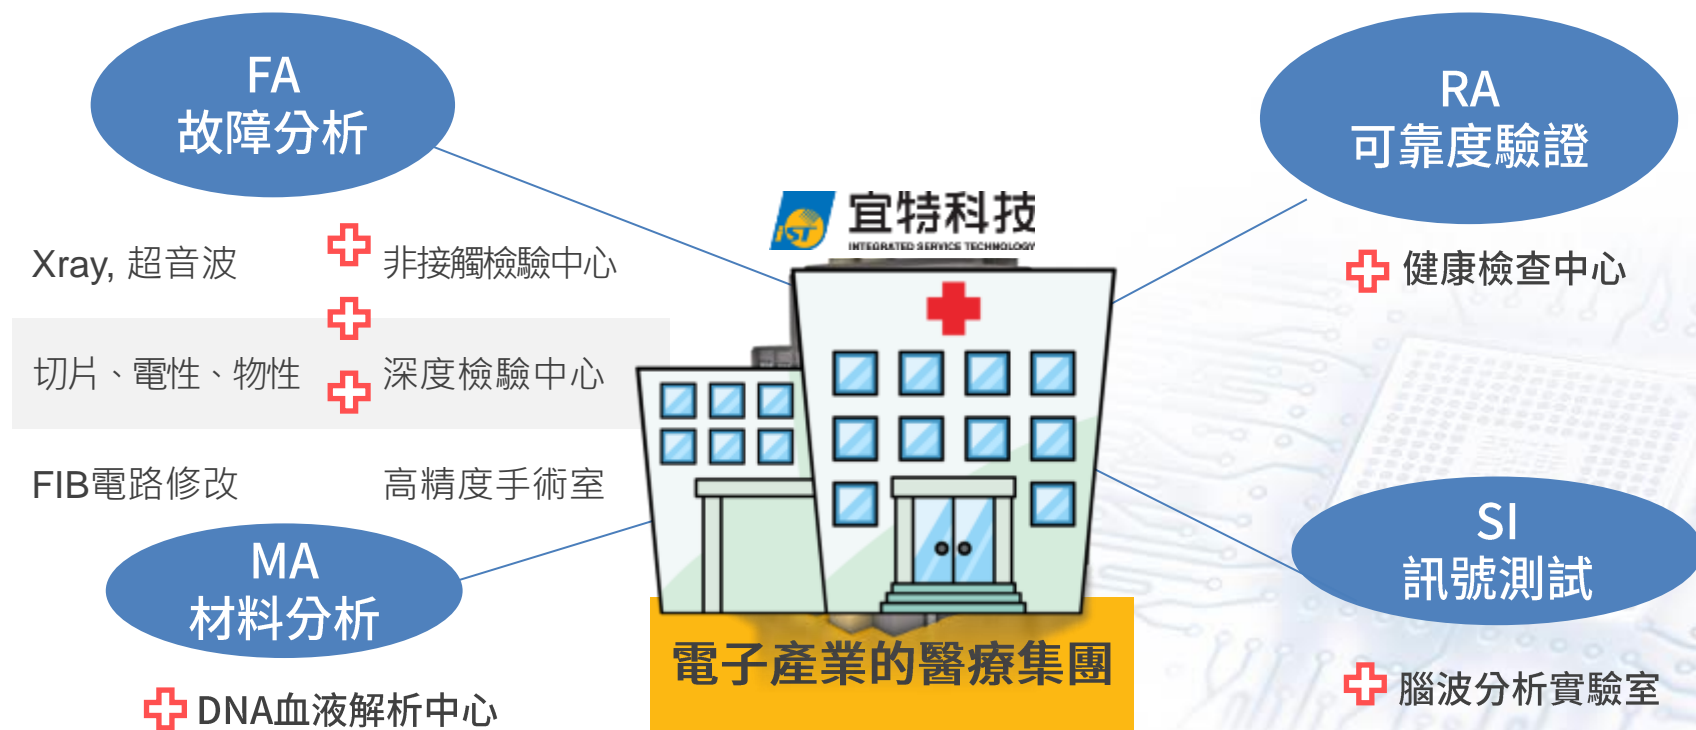 FA
故障分析
Xray, 超音波
非接觸檢驗中心
切片、電性、物性
深度檢驗中心
FIB電路修改
高精度手術室
MA
材料分析
DNA血液解析中心
iST
宜特科技
INTEGRATED SERVICE TECHNOLOGY
電子產業的醫療集團
RA
可靠度驗證
健康檢查中心
SI
訊號測試
腦波分析實驗室